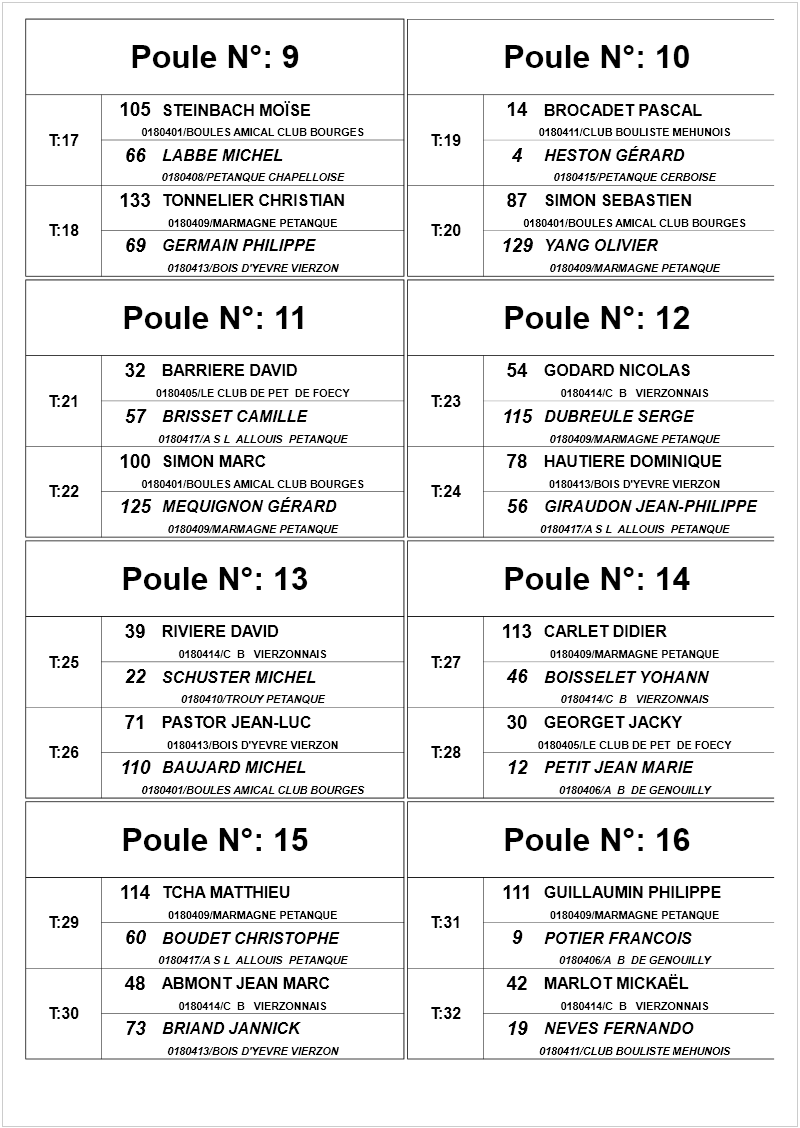 Poule N°: 9
T:17
105 STEINBACH MOÏSE
0180401/BOULES AMICAL CLUB BOURGES
66 LABBE MICHEL
0180408/PETANQUE CHAPELLOISE
T:18
133 TONNELIER CHRISTIAN
0180409/MARMAGNE PETANQUE
69 GERMAIN PHILIPPE
0180413/BOIS D'YEVRE VIERZON
Poule N°: 10
T:19
14 BROCADET PASCAL
0180411/CLUB BOULISTE MEHUNOIS
4 HESTON GÉRARD
0180415/PETANQUE CERBOISE
T:20
87 SIMON SEBASTIEN
0180401/BOULES AMICAL CLUB BOURGES
129 YANG OLIVIER
0180409/MARMAGNE PETANQUE
Poule N°: 11
T:21
32 BARRIERE DAVID
0180405/LE CLUB DE PET  DE FOECY
57 BRISSET CAMILLE
0180417/A S L  ALLOUIS  PETANQUE
T:22
100 SIMON MARC
0180401/BOULES AMICAL CLUB BOURGES
125 MEQUIGNON GÉRARD
0180409/MARMAGNE PETANQUE
Poule N°: 12
T:23
54 GODARD NICOLAS
0180414/C  B   VIERZONNAIS
115 DUBREULE SERGE
0180409/MARMAGNE PETANQUE
T:24
78 HAUTIERE DOMINIQUE
0180413/BOIS D'YEVRE VIERZON
56 GIRAUDON JEAN-PHILIPPE
0180417/A S L  ALLOUIS  PETANQUE
Poule N°: 13
T:25
39 RIVIERE DAVID
0180414/C  B   VIERZONNAIS
22 SCHUSTER MICHEL
0180410/TROUY PETANQUE
T:26
71 PASTOR JEAN-LUC
0180413/BOIS D'YEVRE VIERZON
110 BAUJARD MICHEL
0180401/BOULES AMICAL CLUB BOURGES
Poule N°: 14
T:27
113 CARLET DIDIER
0180409/MARMAGNE PETANQUE
46 BOISSELET YOHANN
0180414/C  B   VIERZONNAIS
T:28
30 GEORGET JACKY
0180405/LE CLUB DE PET  DE FOECY
12 PETIT JEAN MARIE
0180406/A  B  DE GENOUILLY
Poule N°: 15
T:29
114 TCHA MATTHIEU
0180409/MARMAGNE PETANQUE
60 BOUDET CHRISTOPHE
0180417/A S L  ALLOUIS  PETANQUE
T:30
48 ABMONT JEAN MARC
0180414/C  B   VIERZONNAIS
73 BRIAND JANNICK
0180413/BOIS D'YEVRE VIERZON
Poule N°: 16
T:31
111 GUILLAUMIN PHILIPPE
0180409/MARMAGNE PETANQUE
9 POTIER FRANCOIS
0180406/A  B  DE GENOUILLY
T:32
42 MARLOT MICKAËL
0180414/C  B   VIERZONNAIS
19 NEVES FERNANDO
0180411/CLUB BOULISTE MEHUNOIS